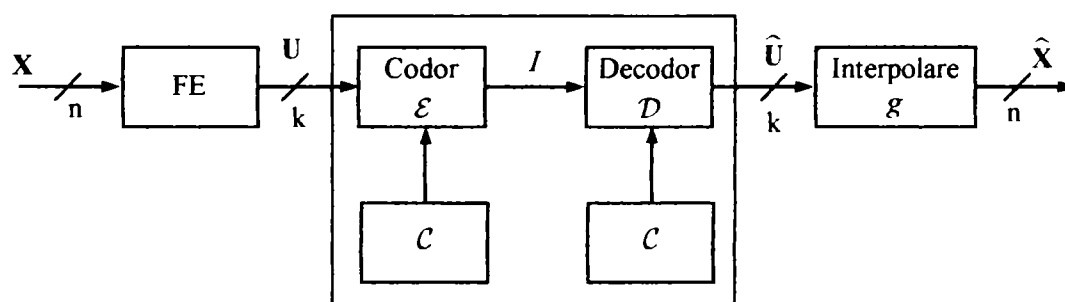 X
n
FE
U
k
Codor
ℰ
I
Decodor
𝒟
Û
k
Interpolare
g
X̂
n
𝒞
𝒞